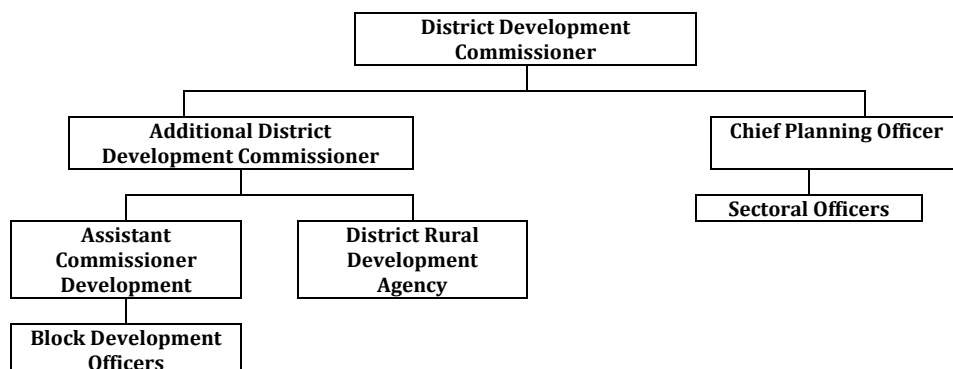 District Development
Commissioner
Additional District
Development Commissioner
Chief Planning Officer
Sectoral Officers
Assistant
Commissioner
Development
District Rural
Development
Agency
Block Development
Officers